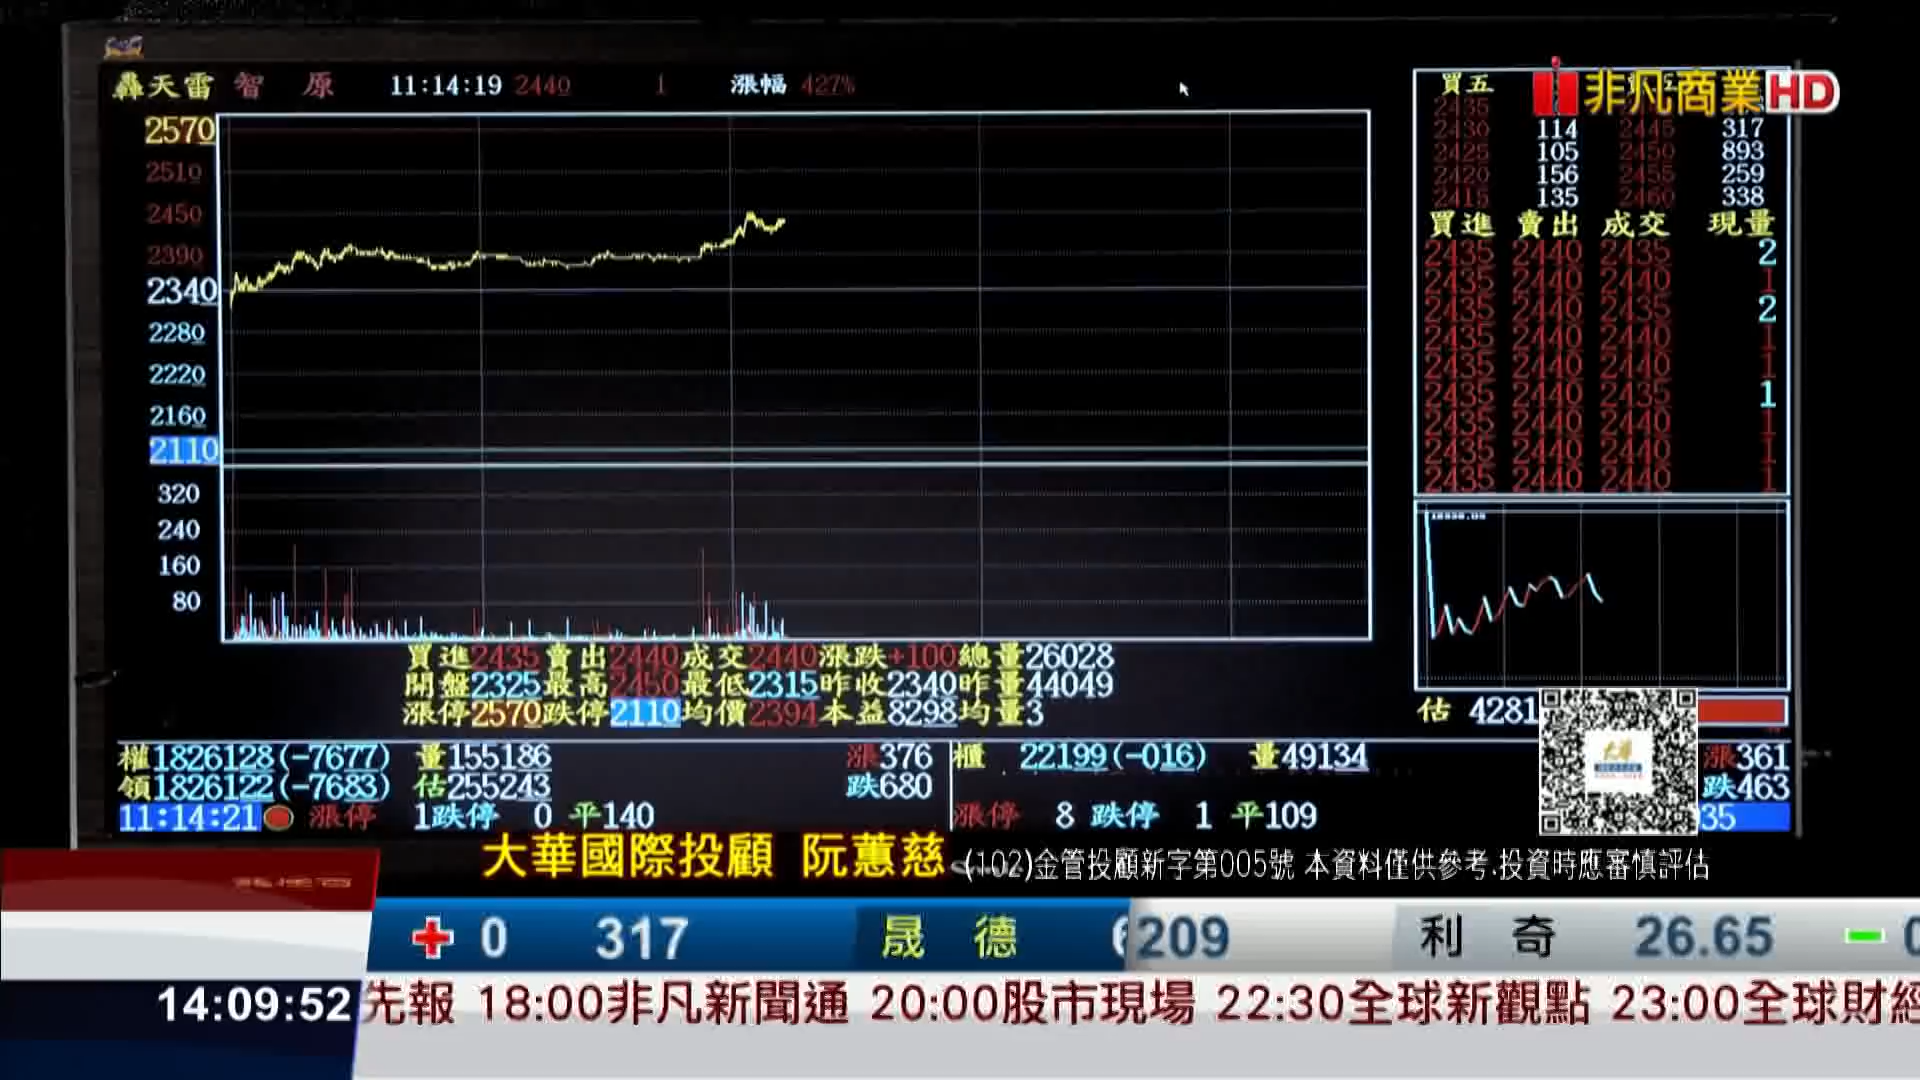 轟天雷 智 原 11:14:19 2440 1 漲幅 427%
非凡商業HD
2570
2510
2450
2390
2340
2280
2220
2160
2110
320
240
160
80
買五
2435
2430 114 2445 317
2425 105 2450 893
2420 156 2455 259
2415 135 2460 338
買進 賣出 成交 現量
2435 2440 2435 2
2435 2440 2440 1
2435 2440 2435 2
2435 2440 2440 1
2435 2440 2440 1
2435 2440 2435 1
2435 2440 2440 1
2435 2440 2440 1
2435 2440 2440 1
買進2435賣出2440成交2440漲跌+100總量26028
開盤2325最高2450最低2315昨收2340昨量44049
漲停2570跌停2110均價2394本益8298均量3
估 4281
權1826128(-7677) 量155186 漲376 櫃 22199(-016) 量49134 漲361
領1826122(-7683) 估255243 跌680 跌463
11:14:21 漲停 1跌停 0 平140 漲停 8 跌停 1 平109 35
大華國際投顧 阮蕙慈 (102)金管投顧新字第005號 本資料僅供參考.投資時應審慎評估
0 317 晟 德 6209 利 奇 26.65
14:09:52 先報 18:00非凡新聞通 20:00股市現場 22:30全球新觀點 23:00全球財經